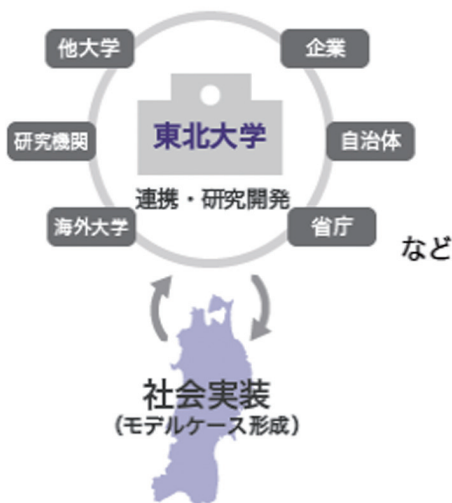 他大学
企業
研究機関
東北大学
自治体
連携・研究開発
海外大学
省庁
など
社会実装
(モデルケース形成)